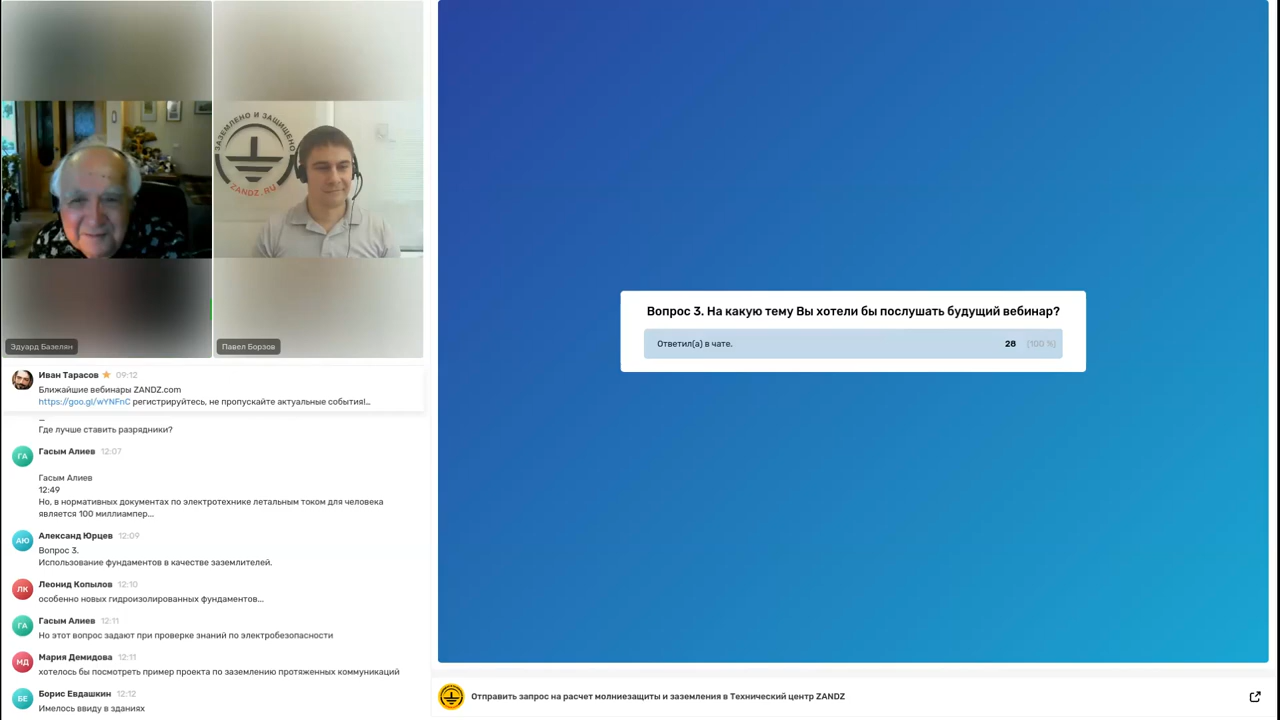 ЗАЗЕМЛЕНО И ЗАЩИЩЕНО
ZANDZ.RU
Эдуард Базелян
Павел Борзов
Иван Тарасов 09:12
Ближайшие вебинары ZANDZ.com
https://goo.gl/wYNFnC регистрируйтесь, не пропускайте актуальные события!…
Где лучше ставить разрядники?
ГА
Гасым Алиев 12:07
Гасым Алиев
12:49
Но, в нормативных документах по электротехнике летальным током для человека
является 100 миллиампер...
АЮ
Александ Юрцев 12:09
Вопрос 3.
Использование фундаментов в качестве заземлителей.
ЛК
Леонид Копылов 12:10
особенно новых гидроизолированных фундаментов...
ГА
Гасым Алиев 12:11
Но этот вопрос задают при проверке знаний по электробезопасности
МД
Мария Демидова 12:11
хотелось бы посмотреть пример проекта по заземлению протяженных коммуникаций
БЕ
Борис Евдашкин 12:12
Имелось ввиду в зданиях
Вопрос 3. На какую тему Вы хотели бы послушать будущий вебинар?
Ответил(а) в чате. 28 (100 %)
Отправить запрос на расчет молниезащиты и заземления в Технический центр ZANDZ